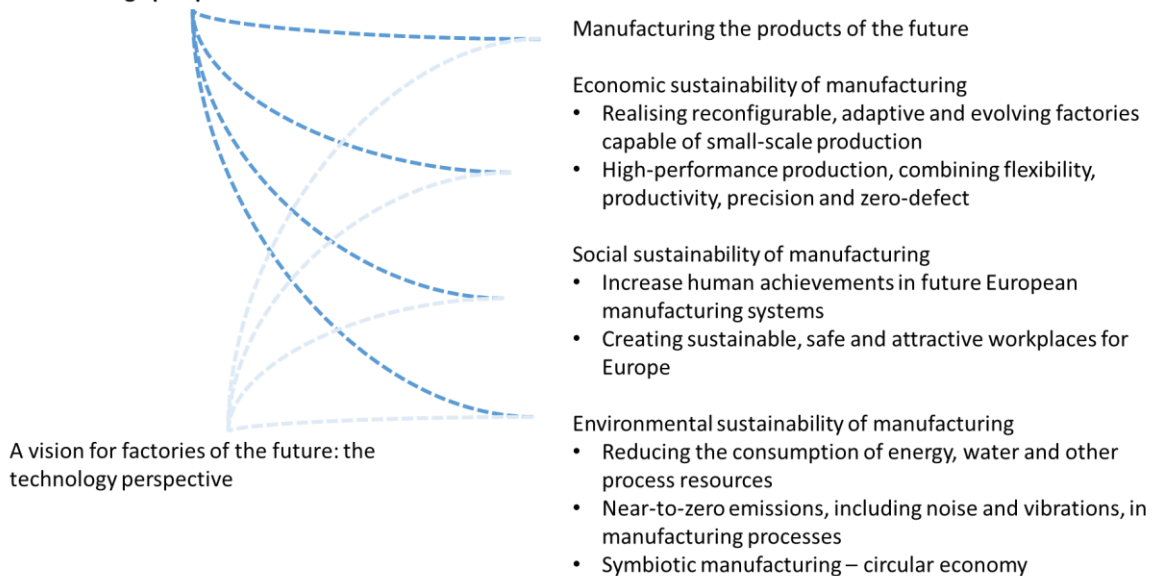 Manufacturing the products of the future
Economic sustainability of manufacturing
• Realising reconfigurable, adaptive and evolving factories
capable of small-scale production
• High-performance production, combining flexibility,
productivity, precision and zero-defect
Social sustainability of manufacturing
• Increase human achievements in future European
manufacturing systems
• Creating sustainable, safe and attractive workplaces for
Europe
Environmental sustainability of manufacturing
• Reducing the consumption of energy, water and other
process resources
• Near-to-zero emissions, including noise and vibrations, in
manufacturing processes
• Symbiotic manufacturing – circular economy
A vision for factories of the future: the
technology perspective